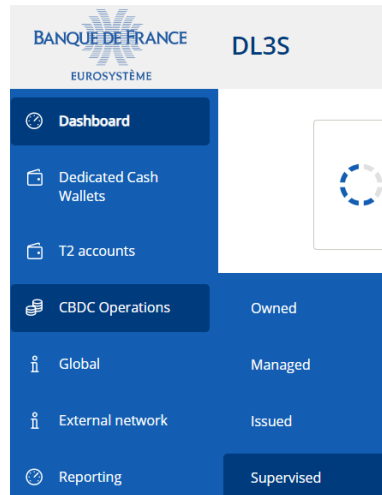 BANQUE DE FRANCE
EUROSYSTÈME
DL3S
Dashboard
Dedicated Cash
Wallets
T2 accounts
CBDC Operations
Owned
Global
Managed
External network
Issued
Reporting
Supervised